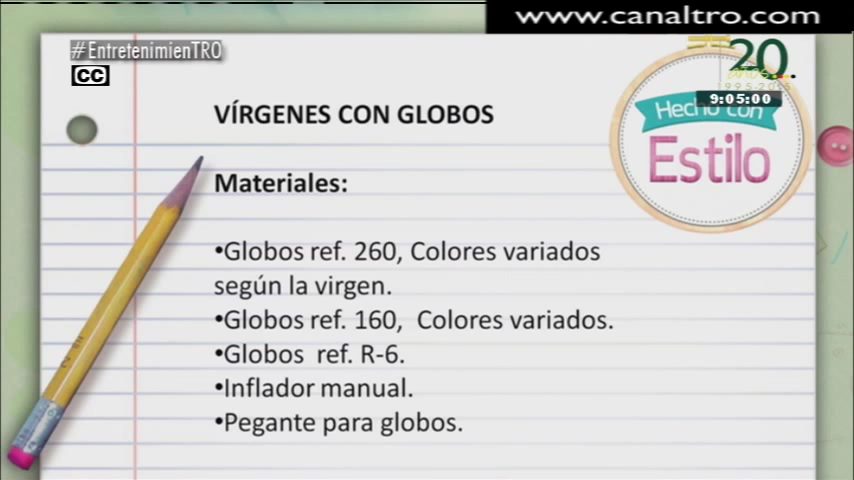 www.canaltro.com
#EntretenimienTRO
CC
20
años
9:05:00
Hecho con
Estilo
VÍRGENES CON GLOBOS
Materiales:
•Globos ref. 260, Colores variados
según la virgen.
•Globos ref. 160,  Colores variados.
•Globos  ref. R-6.
•Inflador manual.
•Pegante para globos.